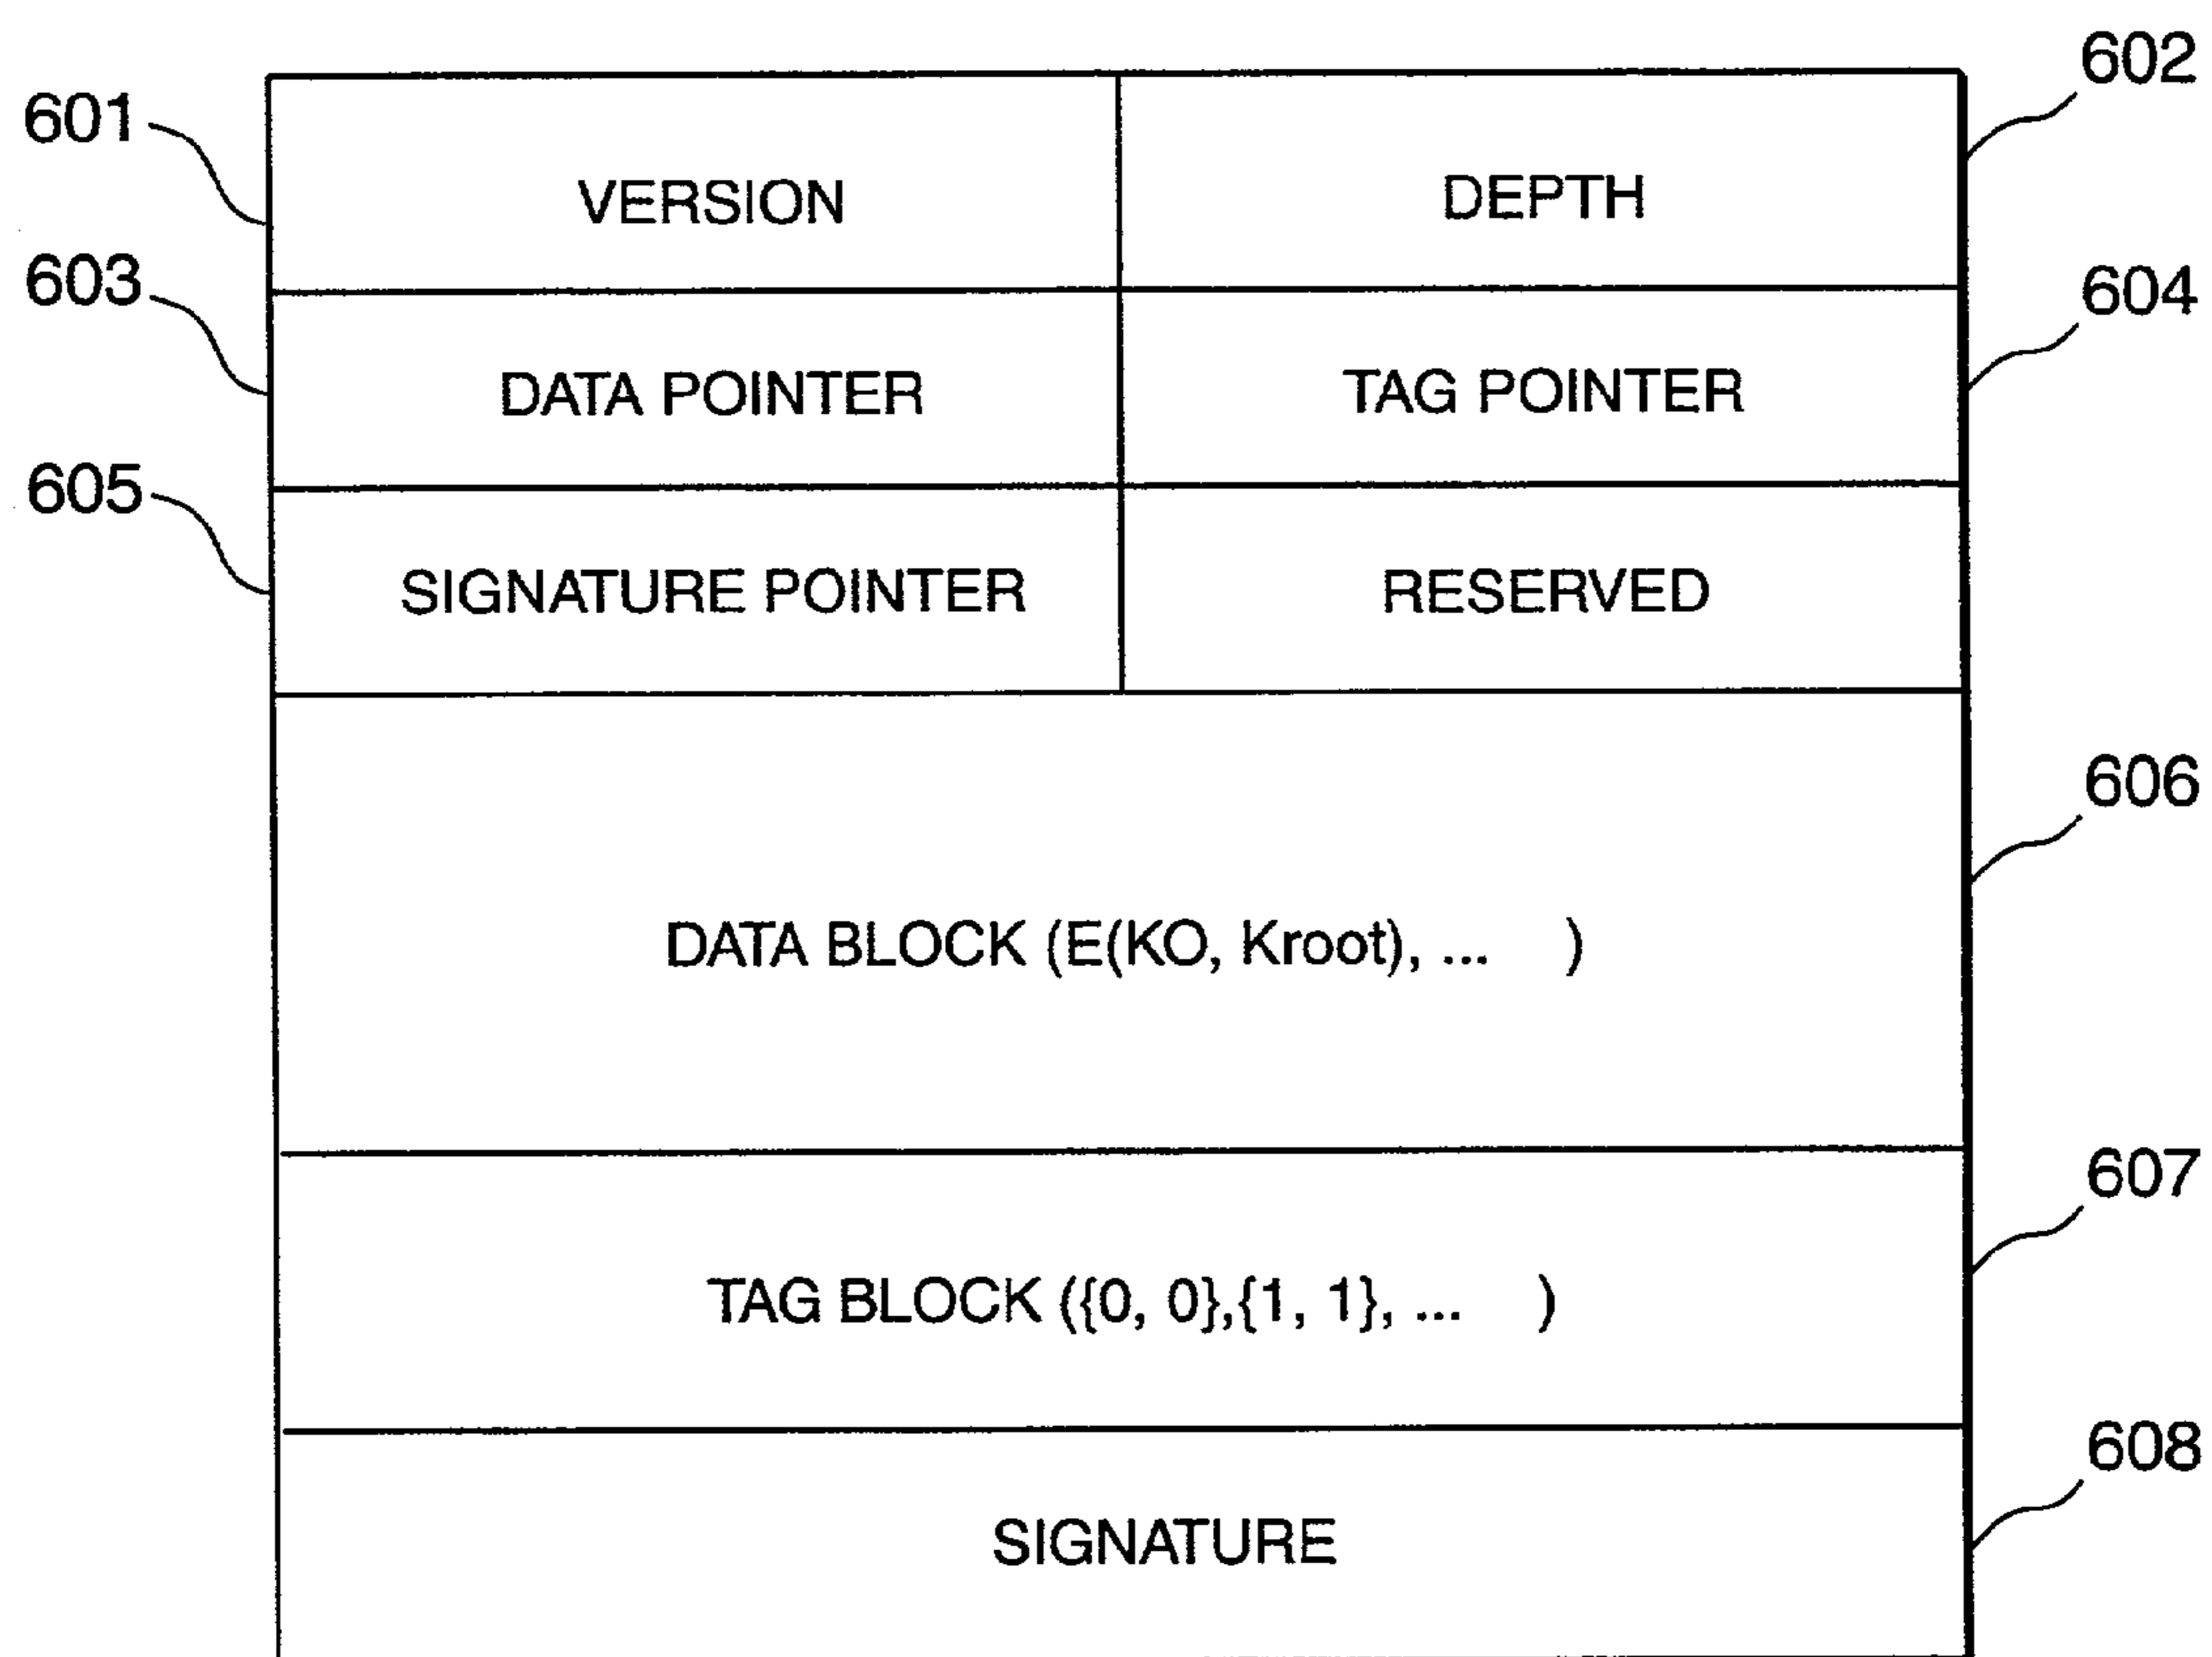 602
601
VERSION DEPTH
603
604
DATA POINTER TAG POINTER
605
SIGNATURE POINTER RESERVED
606
DATA BLOCK (E(KO, Kroot), ... )
607
TAG BLOCK ({0, 0},{1, 1}, ... )
608
SIGNATURE